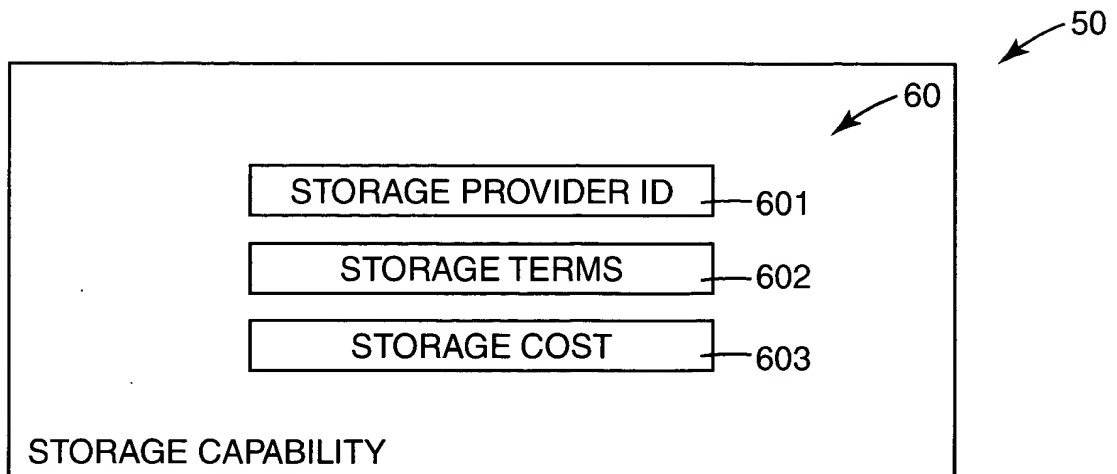 50
60
STORAGE PROVIDER ID
601
STORAGE TERMS
602
STORAGE COST
603
STORAGE CAPABILITY